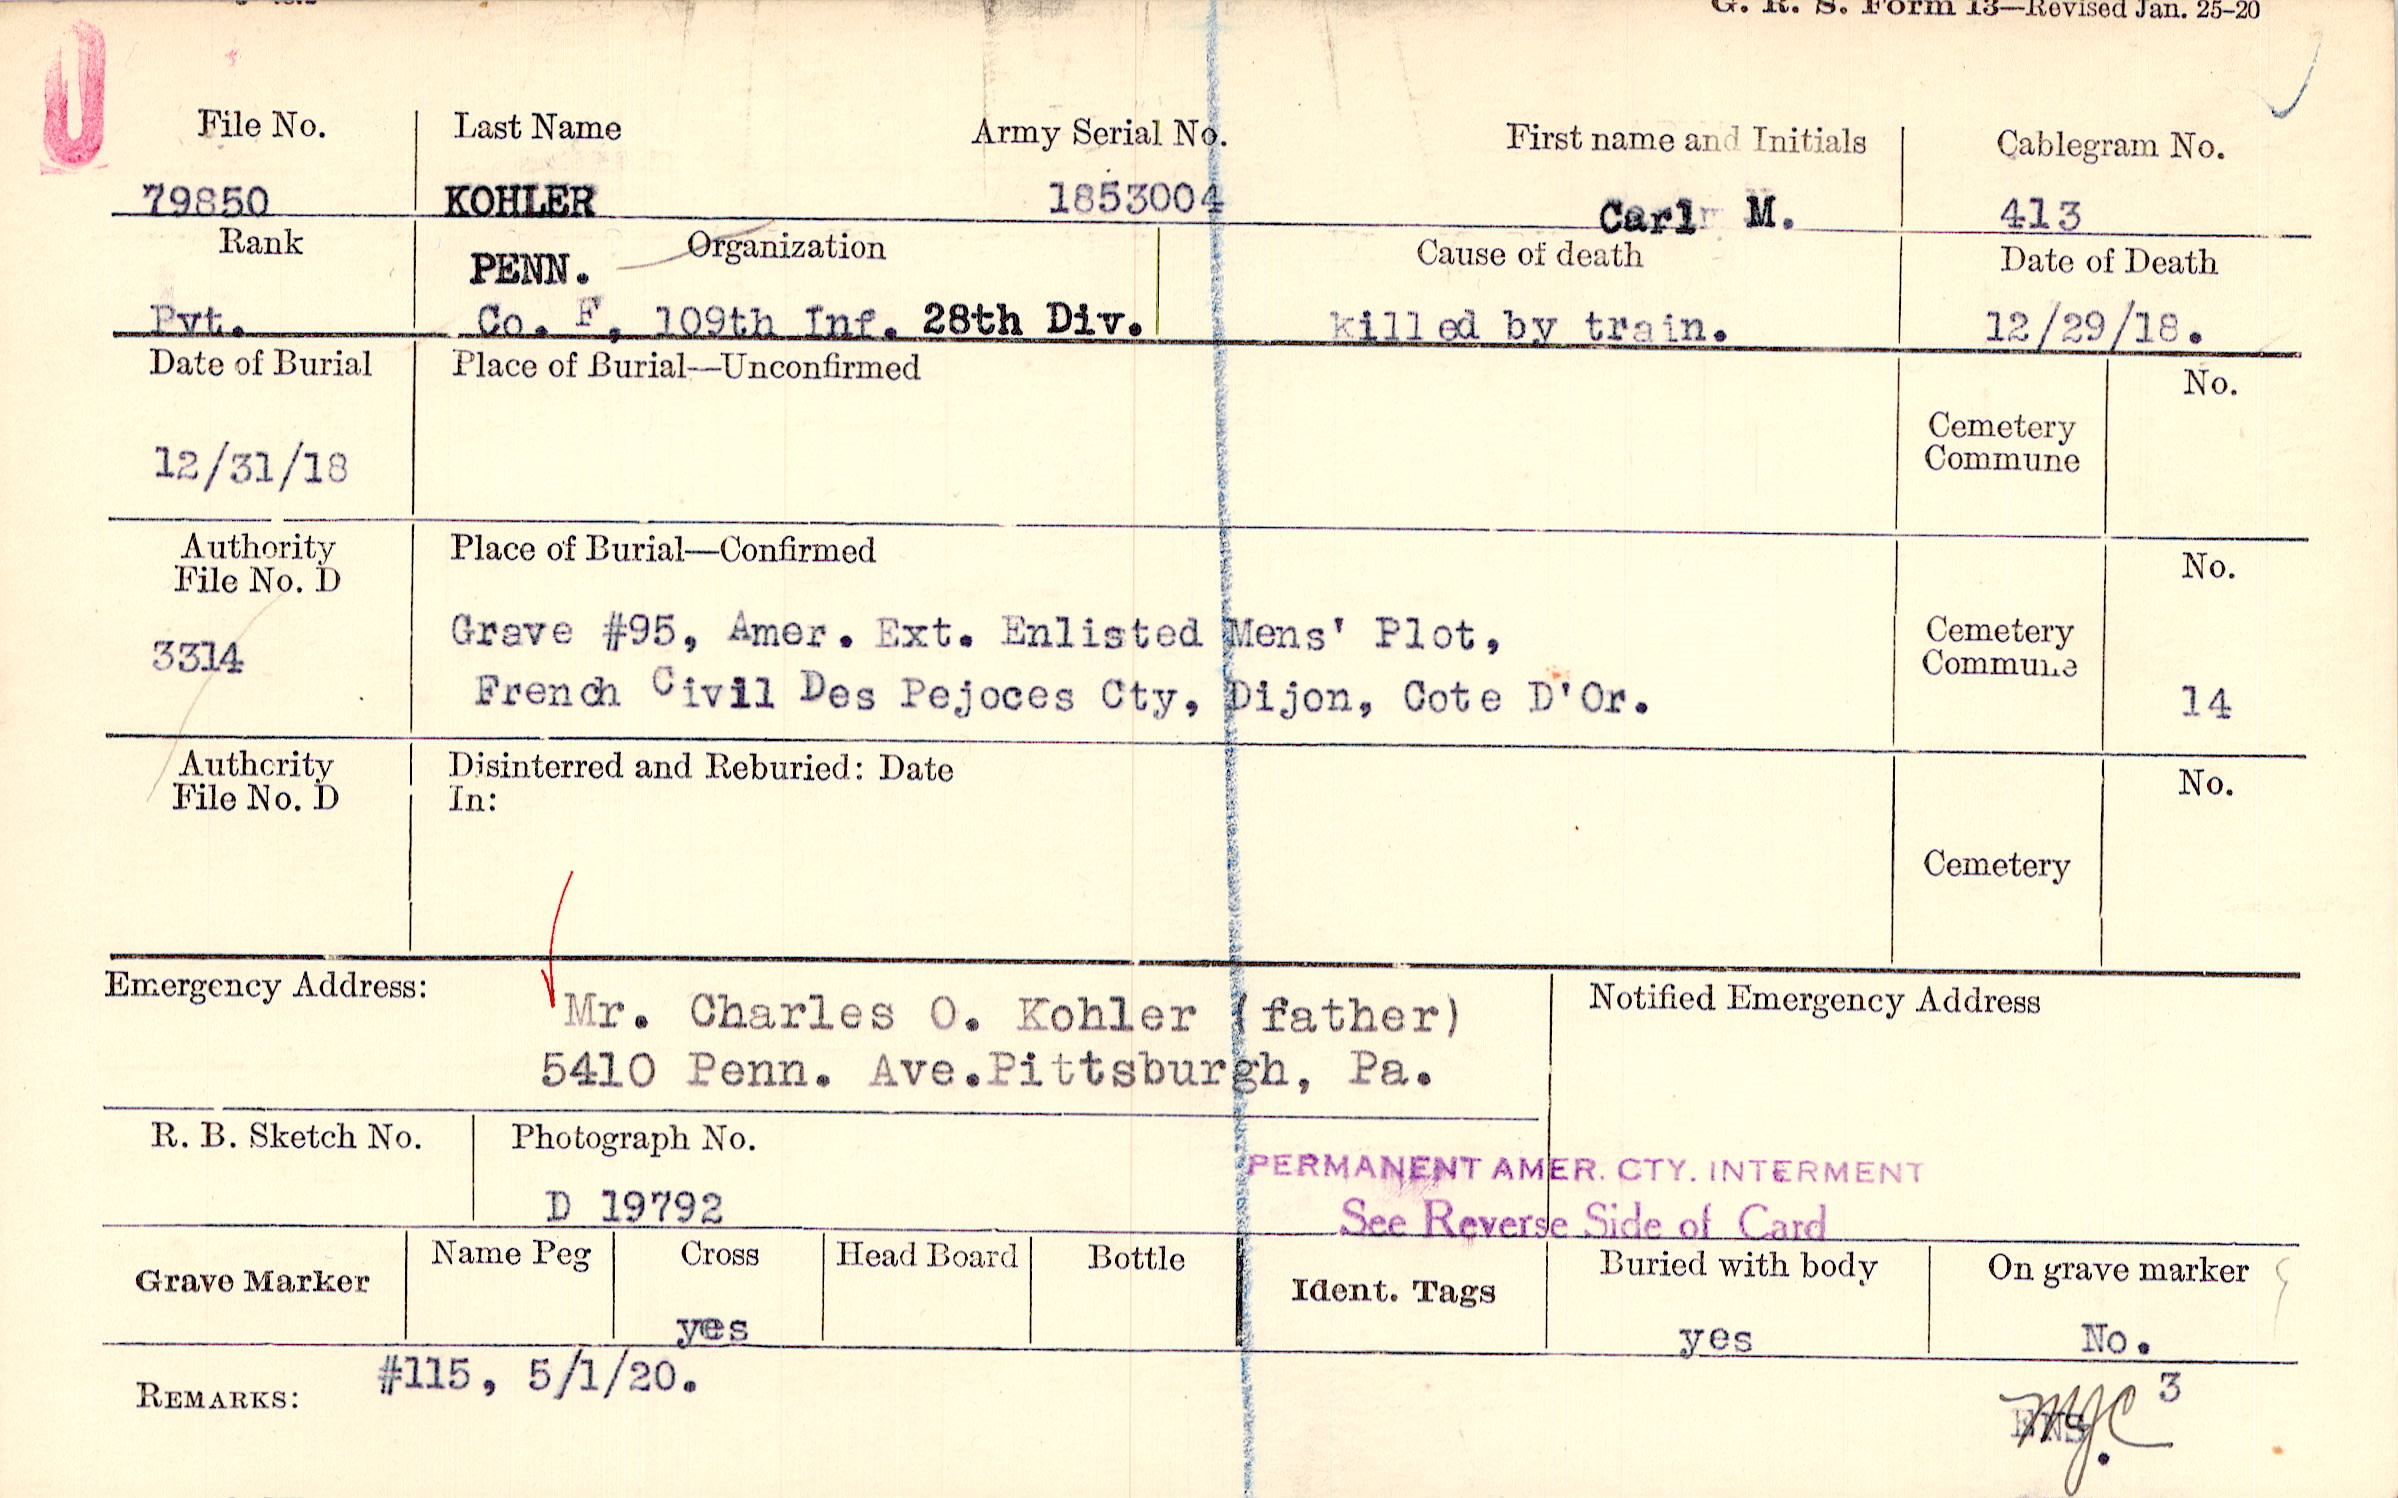 G. R. S. Form 13—Revised Jan. 25-20
File No. Last Name Army Serial No. First name and Initials Cablegram No.
79850 KOHLER 1853004 Carl M. 413
Rank Organization Cause of death Date of Death
PENN.
Pvt. Co. F, 109th Inf. 28th Div. killed by train. 12/29/18.
Date of Burial Place of Burial—Unconfirmed No.
Cemetery
Commune
12/31/18
Authority Place of Burial—Confirmed No.
File No. D
Grave #95, Amer. Ext. Enlisted Mens' Plot, Cemetery
3314 Commune
French Civil Des Pejoces Cty, Dijon, Cote D'Or. 14
Authority Disinterred and Reburied: Date No.
File No. D In:
Cemetery
Emergency Address: Notified Emergency Address
Mr. Charles O. Kohler (father)
5410 Penn. Ave.Pittsburgh, Pa.
R. B. Sketch No. Photograph No.
PERMANENT AMER. CTY. INTERMENT
D 19792 See Reverse Side of Card
Grave Marker Name Peg Cross Head Board Bottle Ident. Tags Buried with body On grave marker
yes yes No.
REMARKS: #115, 5/1/20.
3